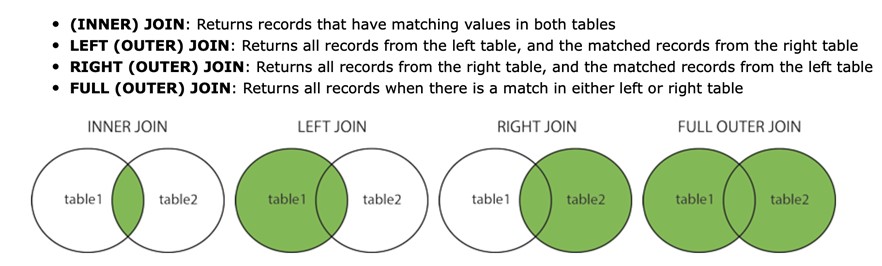 • (INNER) JOIN: Returns records that have matching values in both tables
• LEFT (OUTER) JOIN: Returns all records from the left table, and the matched records from the right table
• RIGHT (OUTER) JOIN: Returns all records from the right table, and the matched records from the left table
• FULL (OUTER) JOIN: Returns all records when there is a match in either left or right table
INNER JOIN LEFT JOIN RIGHT JOIN FULL OUTER JOIN
table1 table2 table1 table2 table1 table2 table1 table2